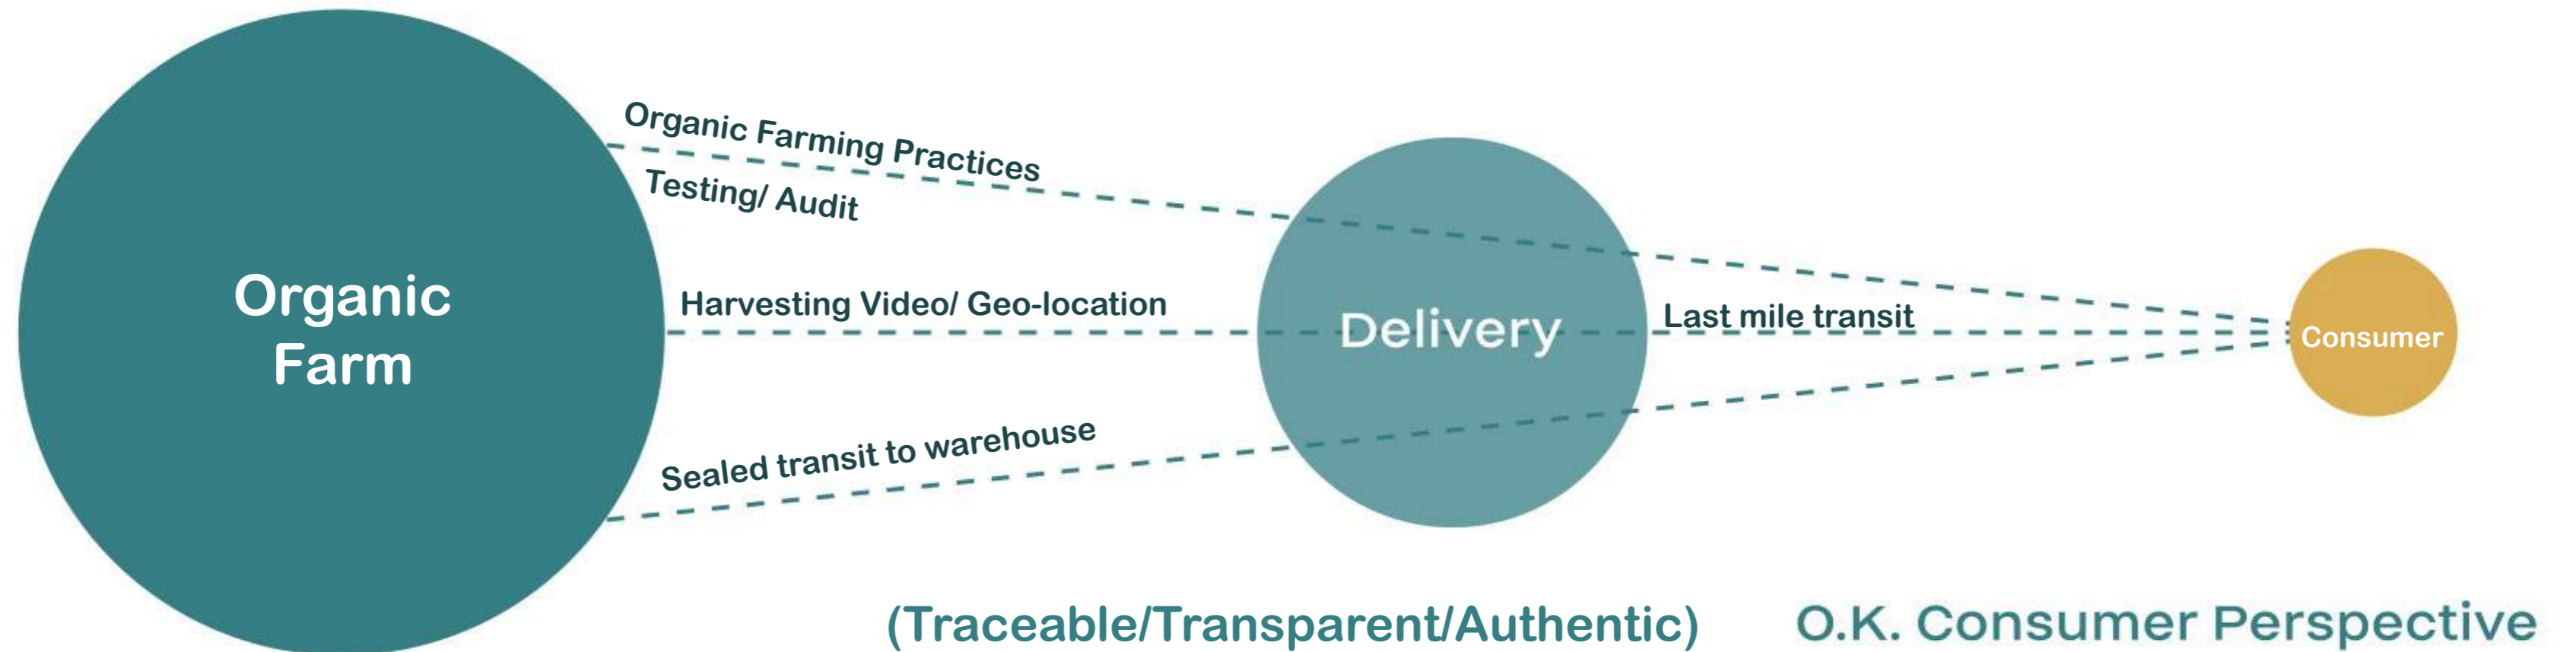 Organic Farming Practices
Testing/ Audit
Organic
Farm
Harvesting Video/ Geo-location
Delivery
Last mile transit
Consumer
Sealed transit to warehouse
(Traceable/Transparent/Authentic)
O.K. Consumer Perspective